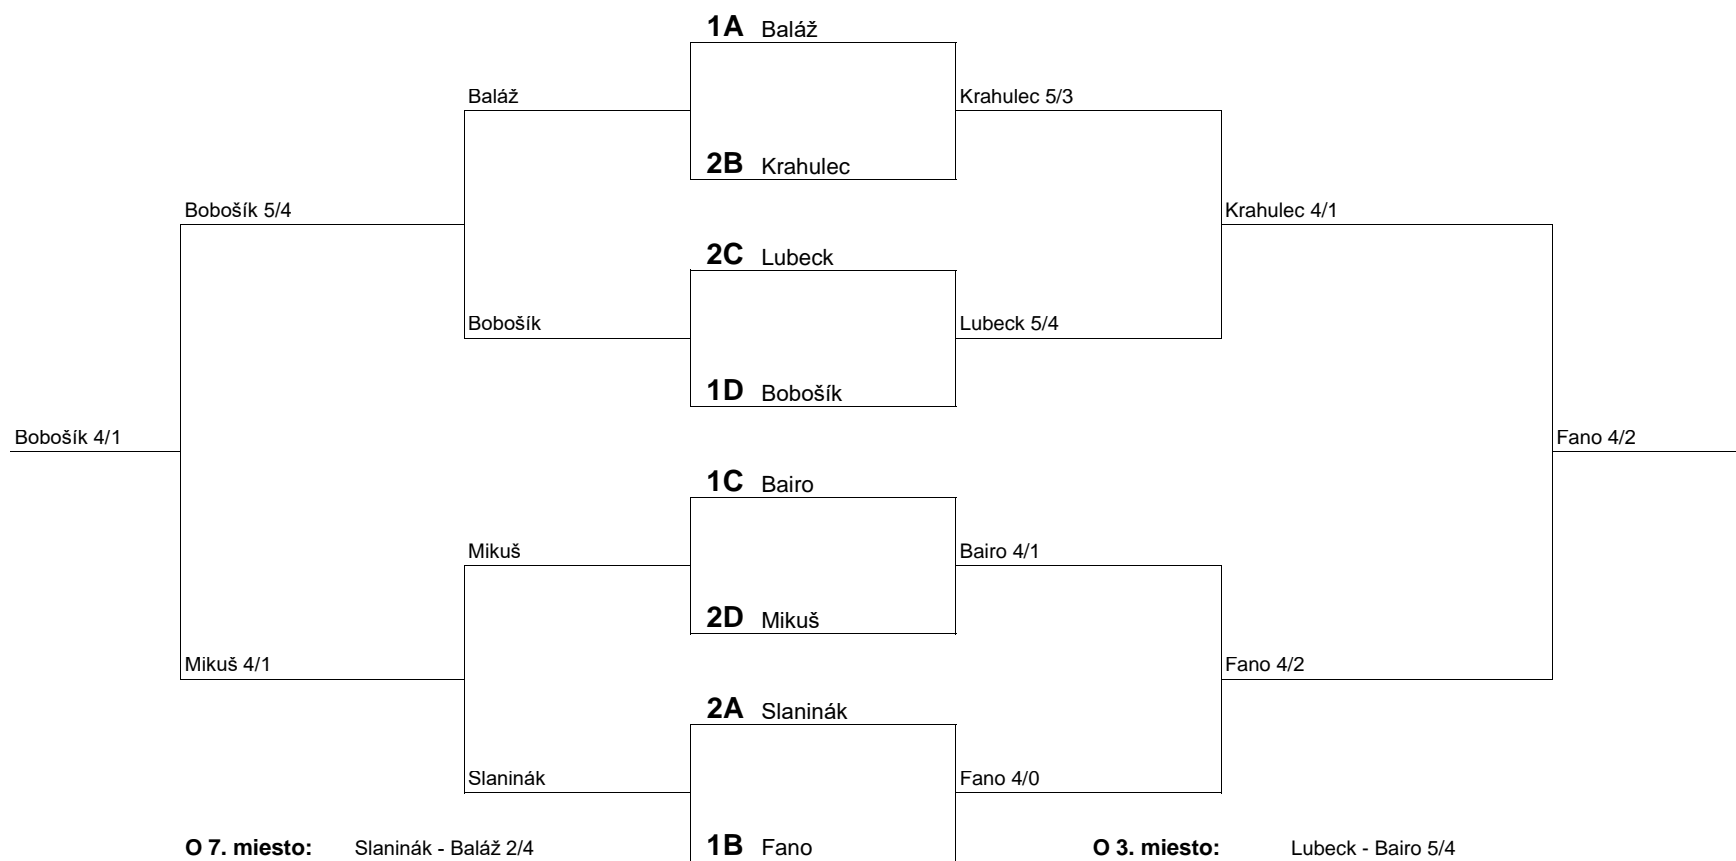 1A Baláž
Baláž
Krahulec 5/3
2B Krahulec
Bobošík 5/4
Krahulec 4/1
2C Lubeck
Bobošík
Lubeck 5/4
1D Bobošík
Bobošík 4/1
Fano 4/2
1C Bairo
Mikuš
Bairo 4/1
2D Mikuš
Mikuš 4/1
Fano 4/2
2A Slaninák
Slaninák
Fano 4/0
O 7. miesto: Slaninák - Baláž 2/4
1B Fano
O 3. miesto: Lubeck - Bairo 5/4